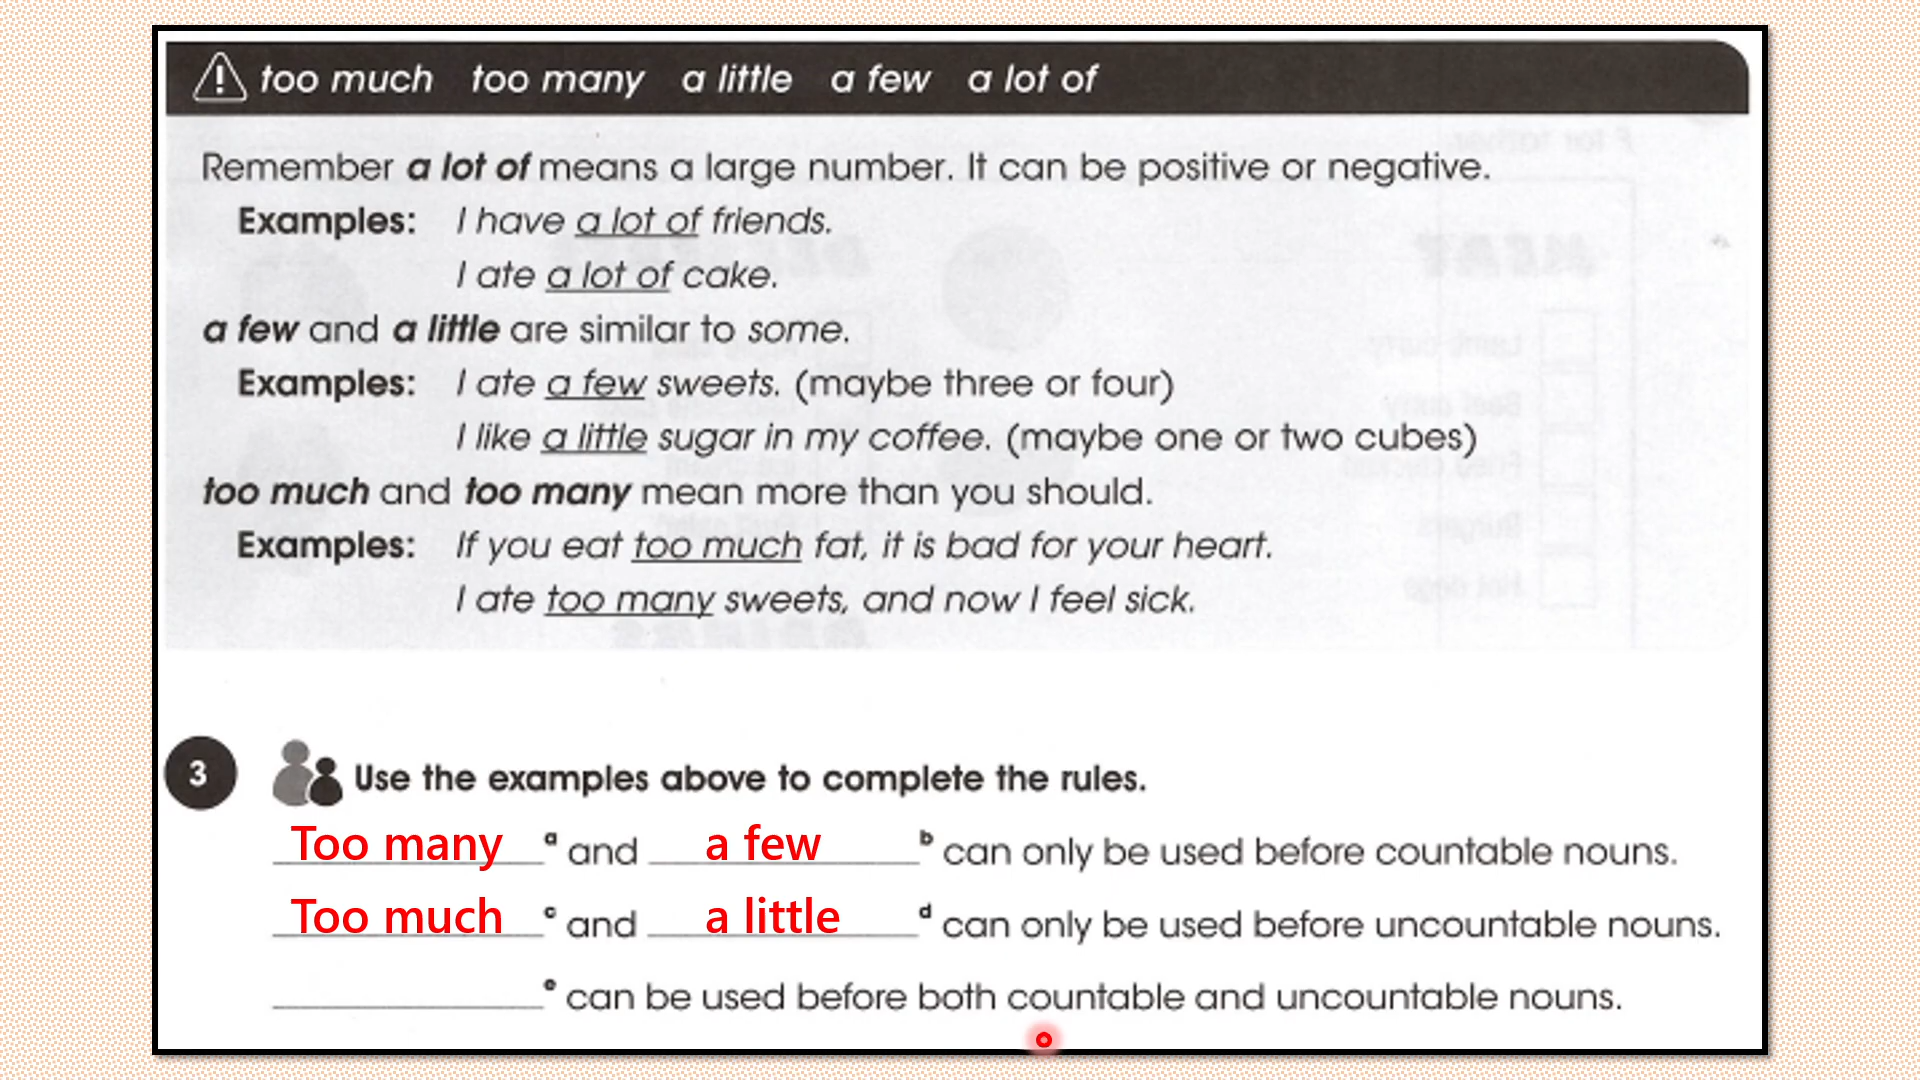 too much too many a little a few a lot of
Remember a lot of means a large number. It can be positive or negative.
Examples: I have a lot of friends.
I ate a lot of cake.
a few and a little are similar to some.
Examples: I ate a few sweets. (maybe three or four)
I like a little sugar in my coffee. (maybe one or two cubes)
too much and too many mean more than you should.
Examples: If you eat too much fat, it is bad for your heart.
I ate too many sweets, and now I feel sick.
3 Use the examples above to complete the rules.
Too many a and a few b can only be used before countable nouns.
Too much c and a little d can only be used before uncountable nouns.
e can be used before both countable and uncountable nouns.